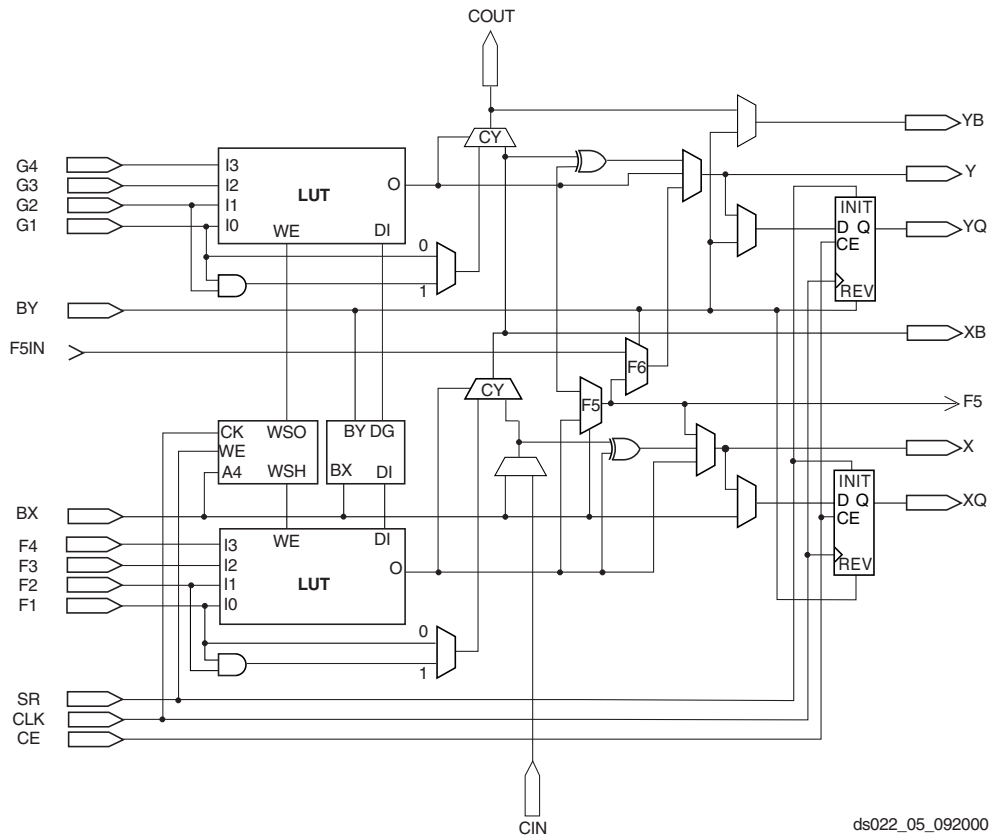 COUT
YB
CY
G4
G3
G2
G1
I3
I2
I1
I0
LUT
O
WE
DI
Y
INIT
D Q
CE
REV
YQ
0
1
BY
XB
F5IN
F6
CY
F5
F5
CK
WSO
WE
A4
WSH
BY DG
BX
DI
X
INIT
D Q
CE
REV
XQ
BX
F4
F3
F2
F1
I3
I2
I1
I0
WE
DI
LUT
O
0
1
SR
CLK
CE
CIN
ds022_05_092000